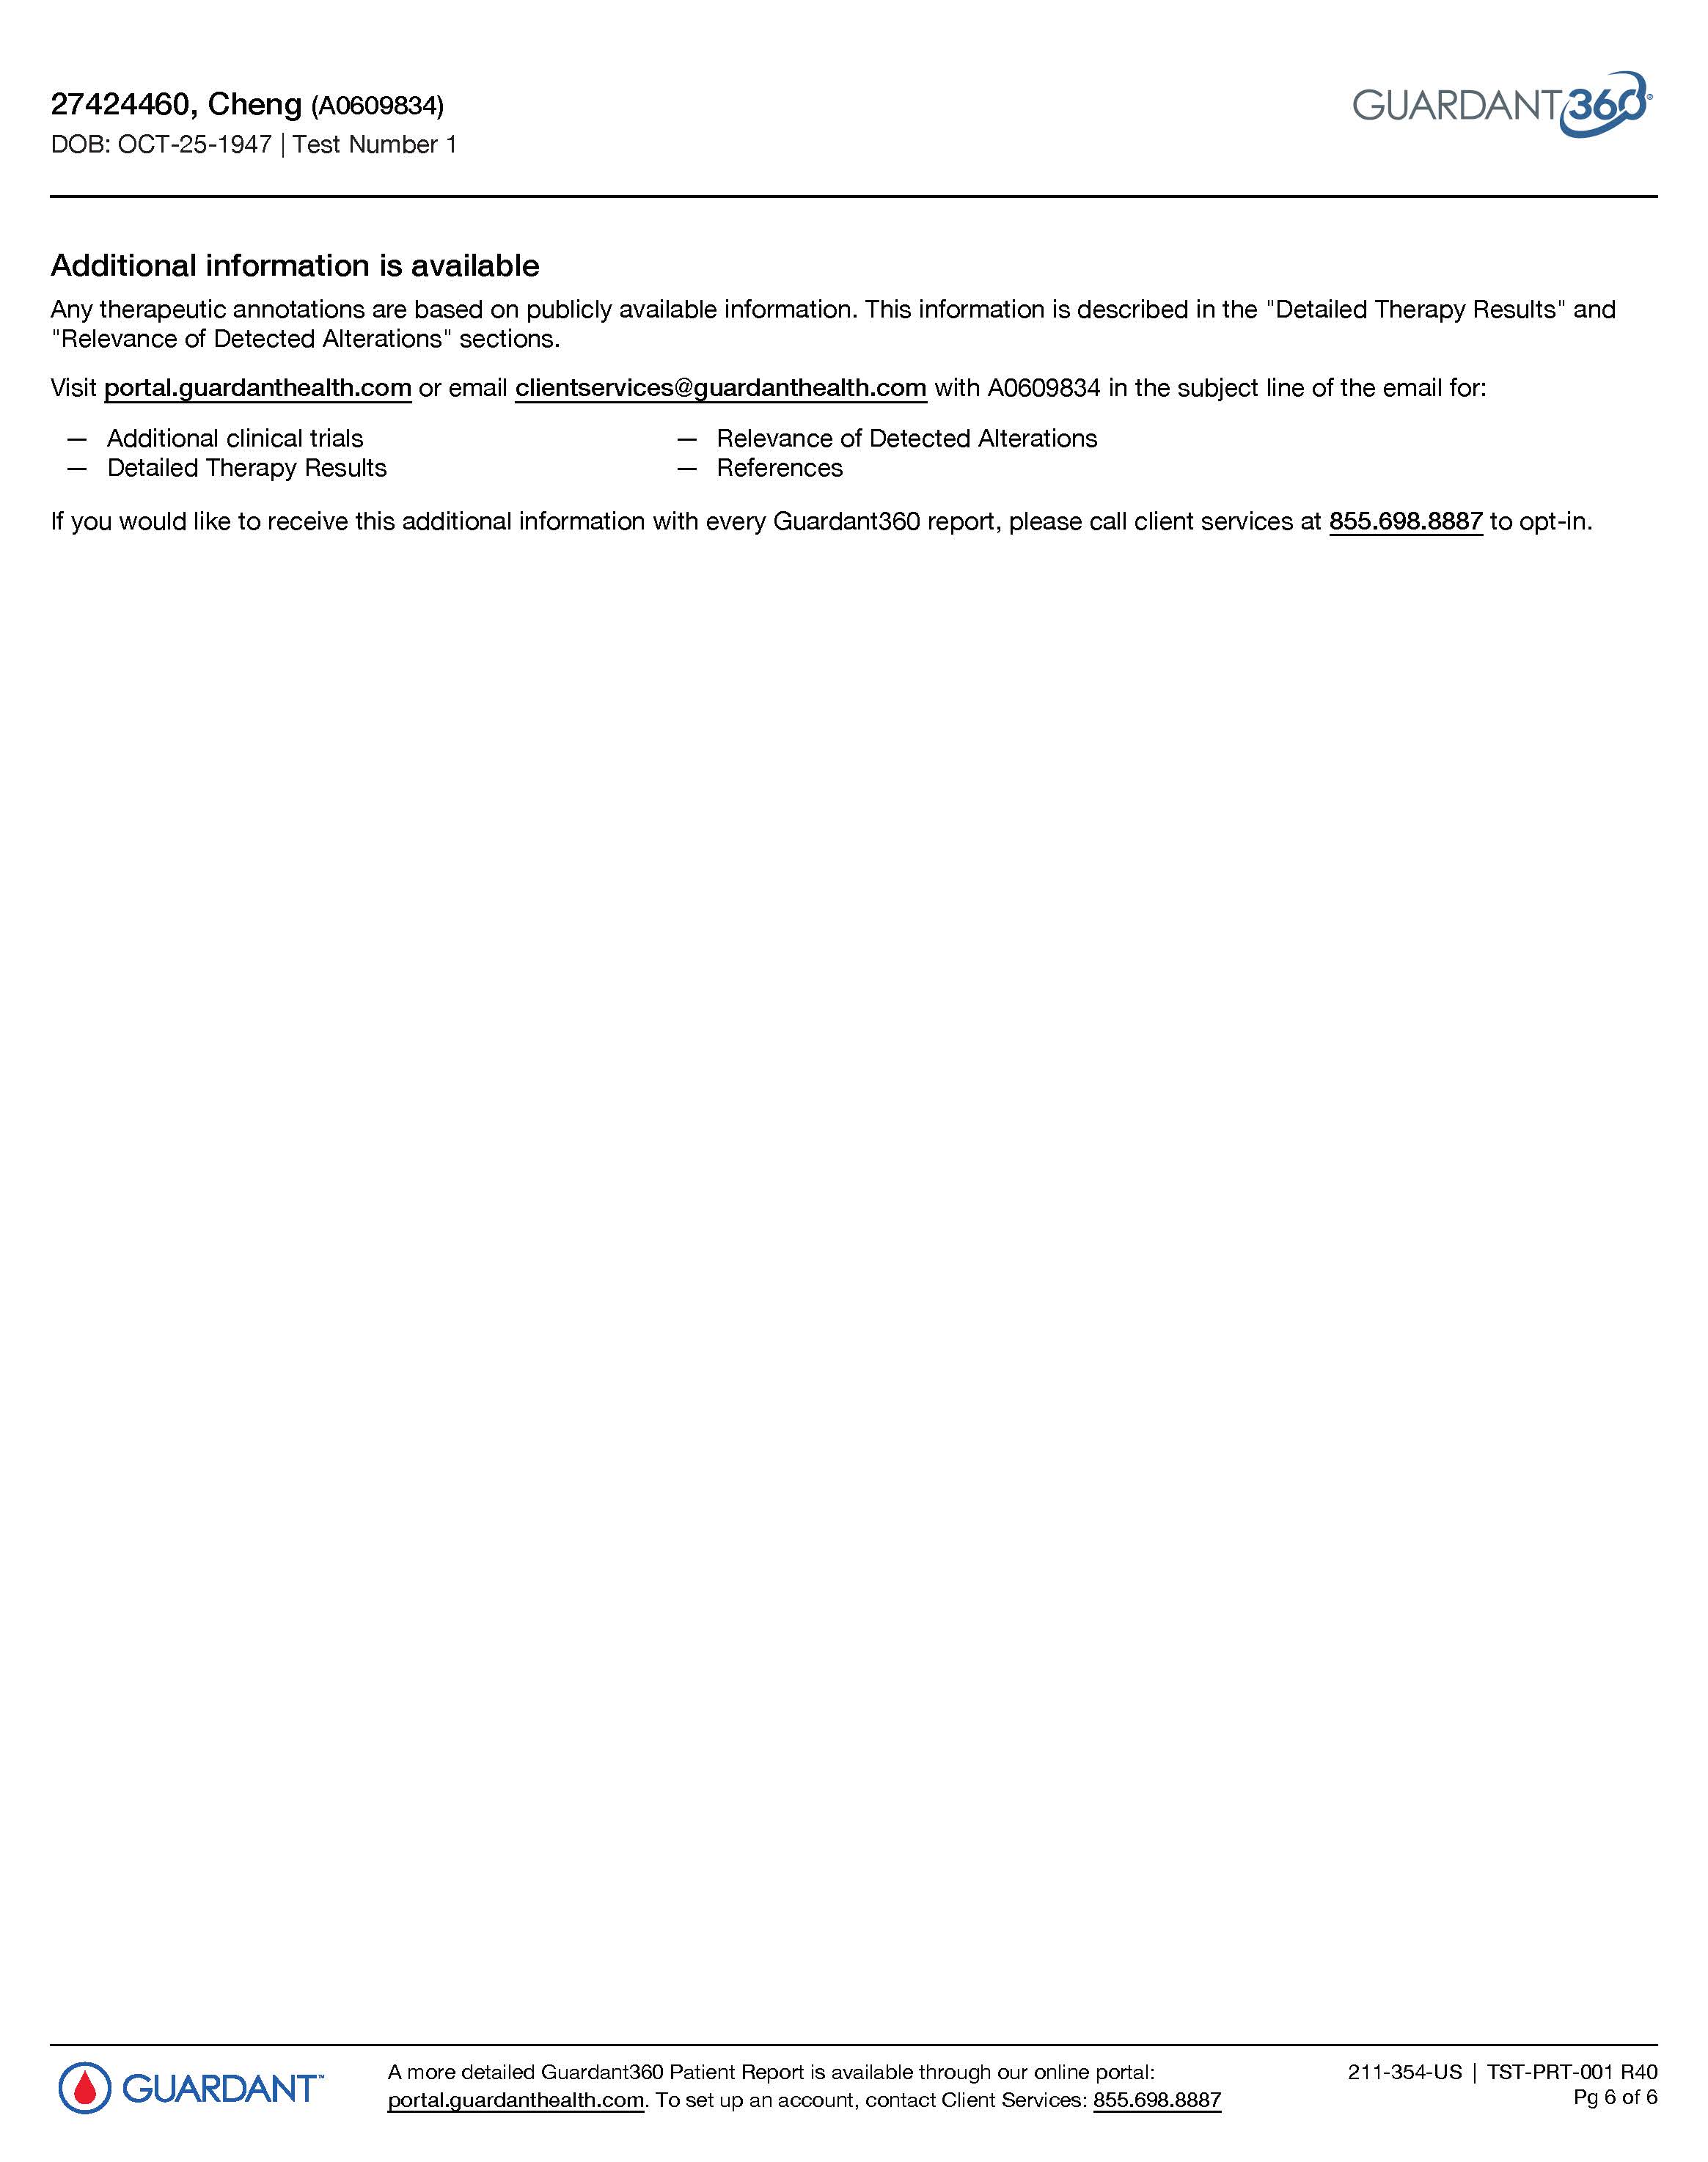 27424460, Cheng (A0609834)
DOB: OCT-25-1947 | Test Number 1
GUARDANT360®
Additional information is available
Any therapeutic annotations are based on publicly available information. This information is described in the "Detailed Therapy Results" and
"Relevance of Detected Alterations" sections.
Visit portal.guardanthealth.com or email clientservices@guardanthealth.com with A0609834 in the subject line of the email for:
— Additional clinical trials
— Detailed Therapy Results
— Relevance of Detected Alterations
— References
If you would like to receive this additional information with every Guardant360 report, please call client services at 855.698.8887 to opt-in.
GUARDANT™
A more detailed Guardant360 Patient Report is available through our online portal:
portal.guardanthealth.com. To set up an account, contact Client Services: 855.698.8887
211-354-US | TST-PRT-001 R40
Pg 6 of 6